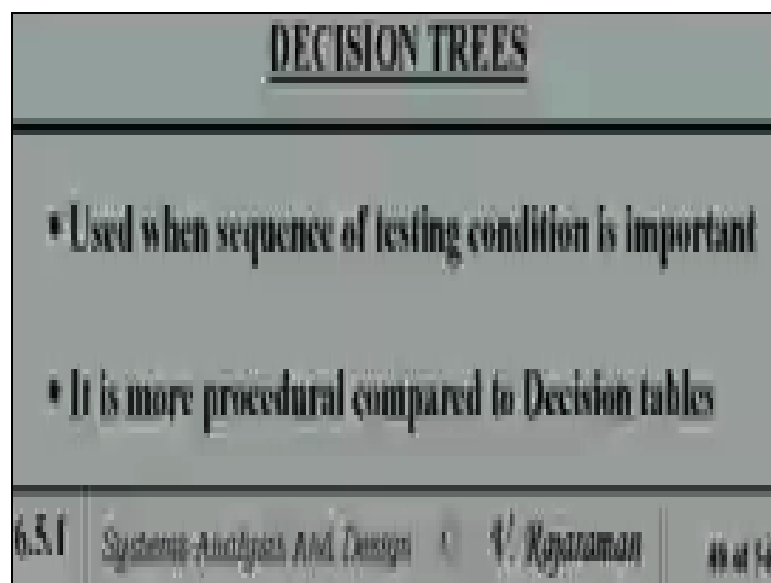 DECISION TREES
• Used when sequence of testing condition is important
• It is more procedural compared to Decision tables
6.5.1 Systems Analysis And Design © V. Rajaraman